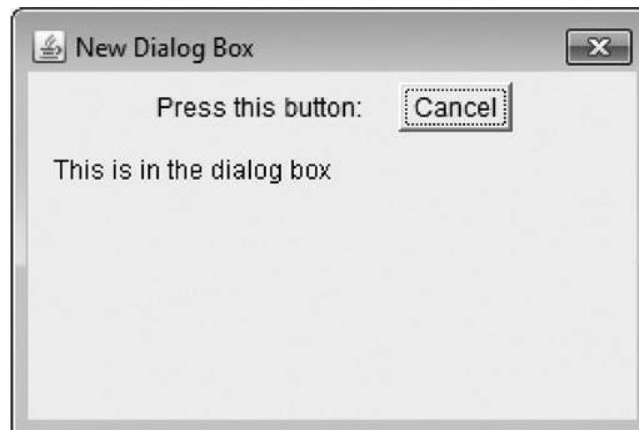 New Dialog Box
Press this button: Cancel
This is in the dialog box